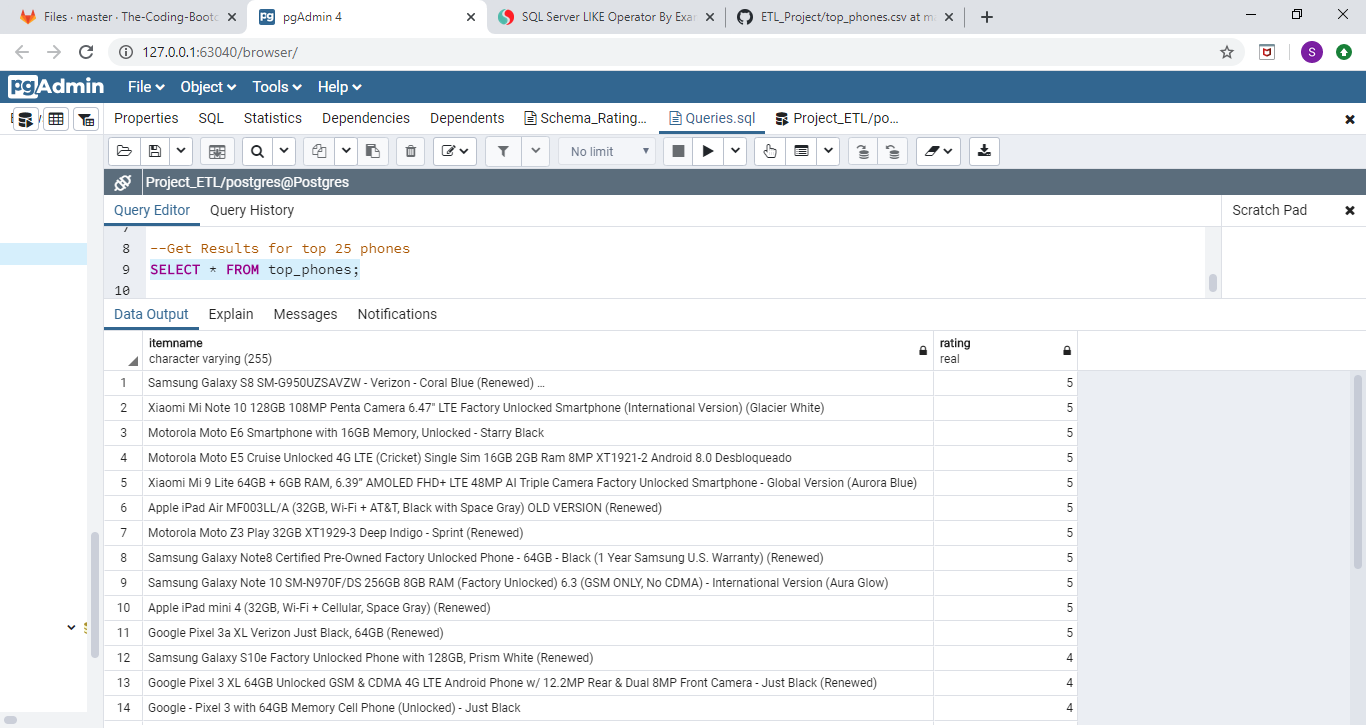 Files · master · The-Coding-Boot
pgAdmin 4
SQL Server LIKE Operator By Exa
ETL_Project/top_phones.csv at m
127.0.0.1:63040/browser/
S
pgAdmin
File
Object
Tools
Help
Properties
SQL
Statistics
Dependencies
Dependents
Schema_Rating...
Queries.sql
Project_ETL/po...
No limit
Project_ETL/postgres@Postgres
Query Editor
Query History
Scratch Pad
7
8 --Get Results for top 25 phones
9 SELECT * FROM top_phones;
10
Data Output
Explain
Messages
Notifications
itemname
character varying (255)
rating
real
1 Samsung Galaxy S8 SM-G950UZSAVZW - Verizon - Coral Blue (Renewed) ... 5
2 Xiaomi Mi Note 10 128GB 108MP Penta Camera 6.47" LTE Factory Unlocked Smartphone (International Version) (Glacier White) 5
3 Motorola Moto E6 Smartphone with 16GB Memory, Unlocked - Starry Black 5
4 Motorola Moto E5 Cruise Unlocked 4G LTE (Cricket) Single Sim 16GB 2GB Ram 8MP XT1921-2 Android 8.0 Desbloqueado 5
5 Xiaomi Mi 9 Lite 64GB + 6GB RAM, 6.39” AMOLED FHD+ LTE 48MP AI Triple Camera Factory Unlocked Smartphone - Global Version (Aurora Blue) 5
6 Apple iPad Air MF003LL/A (32GB, Wi-Fi + AT&T, Black with Space Gray) OLD VERSION (Renewed) 5
7 Motorola Moto Z3 Play 32GB XT1929-3 Deep Indigo - Sprint (Renewed) 5
8 Samsung Galaxy Note8 Certified Pre-Owned Factory Unlocked Phone - 64GB - Black (1 Year Samsung U.S. Warranty) (Renewed) 5
9 Samsung Galaxy Note 10 SM-N970F/DS 256GB 8GB RAM (Factory Unlocked) 6.3 (GSM ONLY, No CDMA) - International Version (Aura Glow) 5
10 Apple iPad mini 4 (32GB, Wi-Fi + Cellular, Space Gray) (Renewed) 5
11 Google Pixel 3a XL Verizon Just Black, 64GB (Renewed) 5
12 Samsung Galaxy S10e Factory Unlocked Phone with 128GB, Prism White (Renewed) 4
13 Google Pixel 3 XL 64GB Unlocked GSM & CDMA 4G LTE Android Phone w/ 12.2MP Rear & Dual 8MP Front Camera - Just Black (Renewed) 4
14 Google - Pixel 3 with 64GB Memory Cell Phone (Unlocked) - Just Black 4